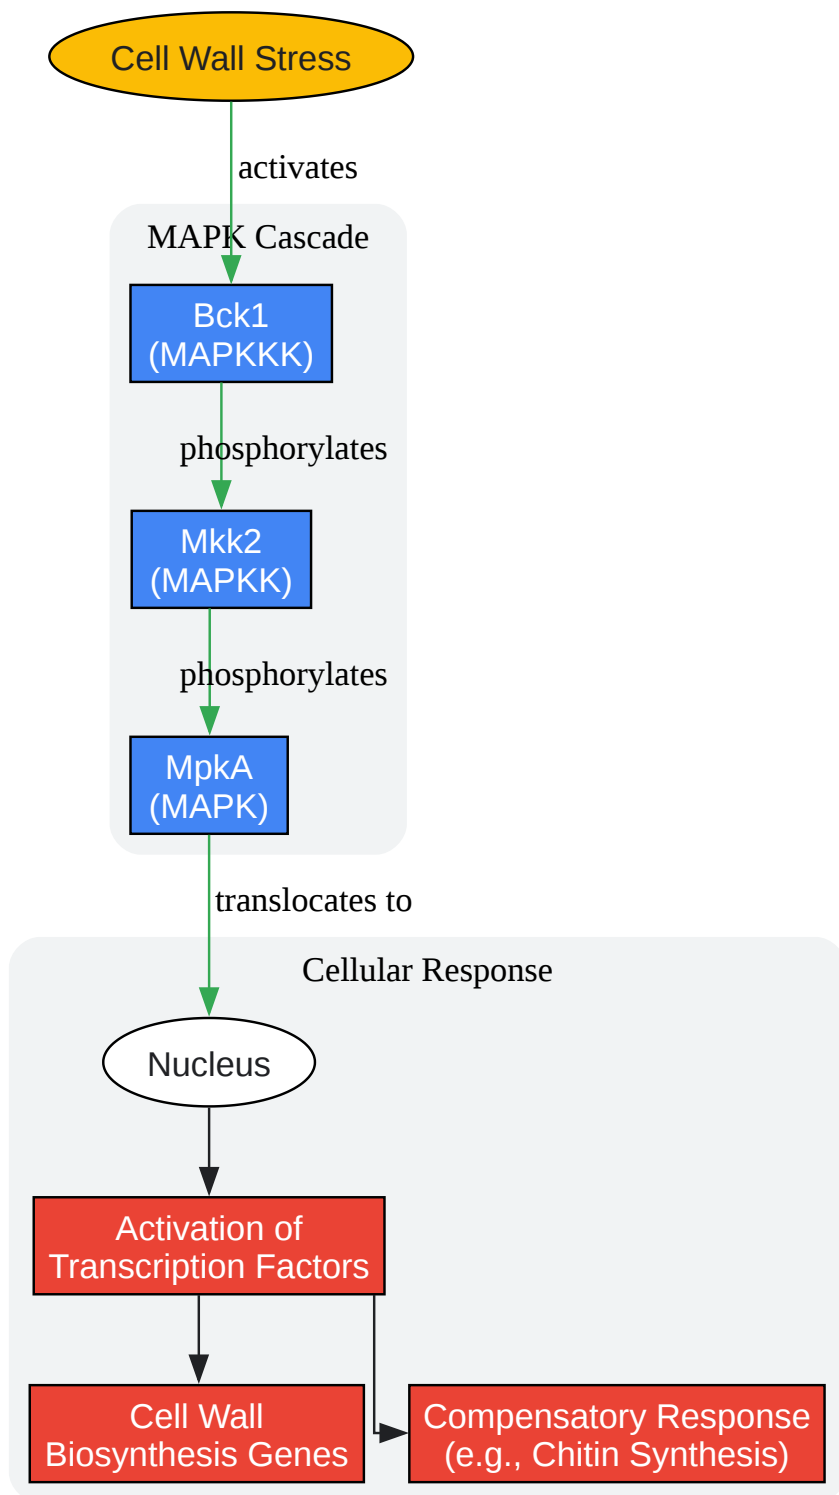 Cell Wall Stress
activates
MAPK Cascade
Bck1
(MAPKKK)
phosphorylates
Mkk2
(MAPKK)
phosphorylates
MpkA
(MAPK)
translocates to
Cellular Response
Nucleus
Activation of
Transcription Factors
Cell Wall
Biosynthesis Genes
Compensatory Response
(e.g., Chitin Synthesis)